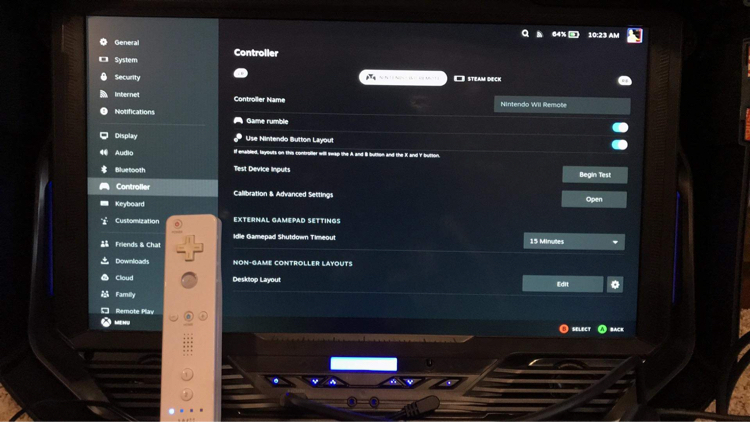 64% 10:23 AM
General
System
Security
Internet
Notifications
Display
Audio
Bluetooth
Controller
Keyboard
Customization
Friends & Chat
Downloads
Cloud
Family
Remote Play
MENU
Controller
STEAM DECK
Controller Name
Nintendo Wii Remote
Game rumble
Use Nintendo Button Layout
If enabled, layouts on this controller will swap the A and B button and the X and Y button.
Test Device Inputs
Begin Test
Calibration & Advanced Settings
Open
EXTERNAL GAMEPAD SETTINGS
Idle Gamepad Shutdown Timeout
15 Minutes
NON-GAME CONTROLLER LAYOUTS
Desktop Layout
Edit
B SELECT A BACK